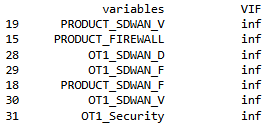 variables VIF
19 PRODUCT_SDWAN_V inf
15 PRODUCT_FIREWALL inf
28 OT1_SDWAN_D inf
29 OT1_SDWAN_F inf
18 PRODUCT_SDWAN_F inf
30 OT1_SDWAN_V inf
31 OT1_Security inf